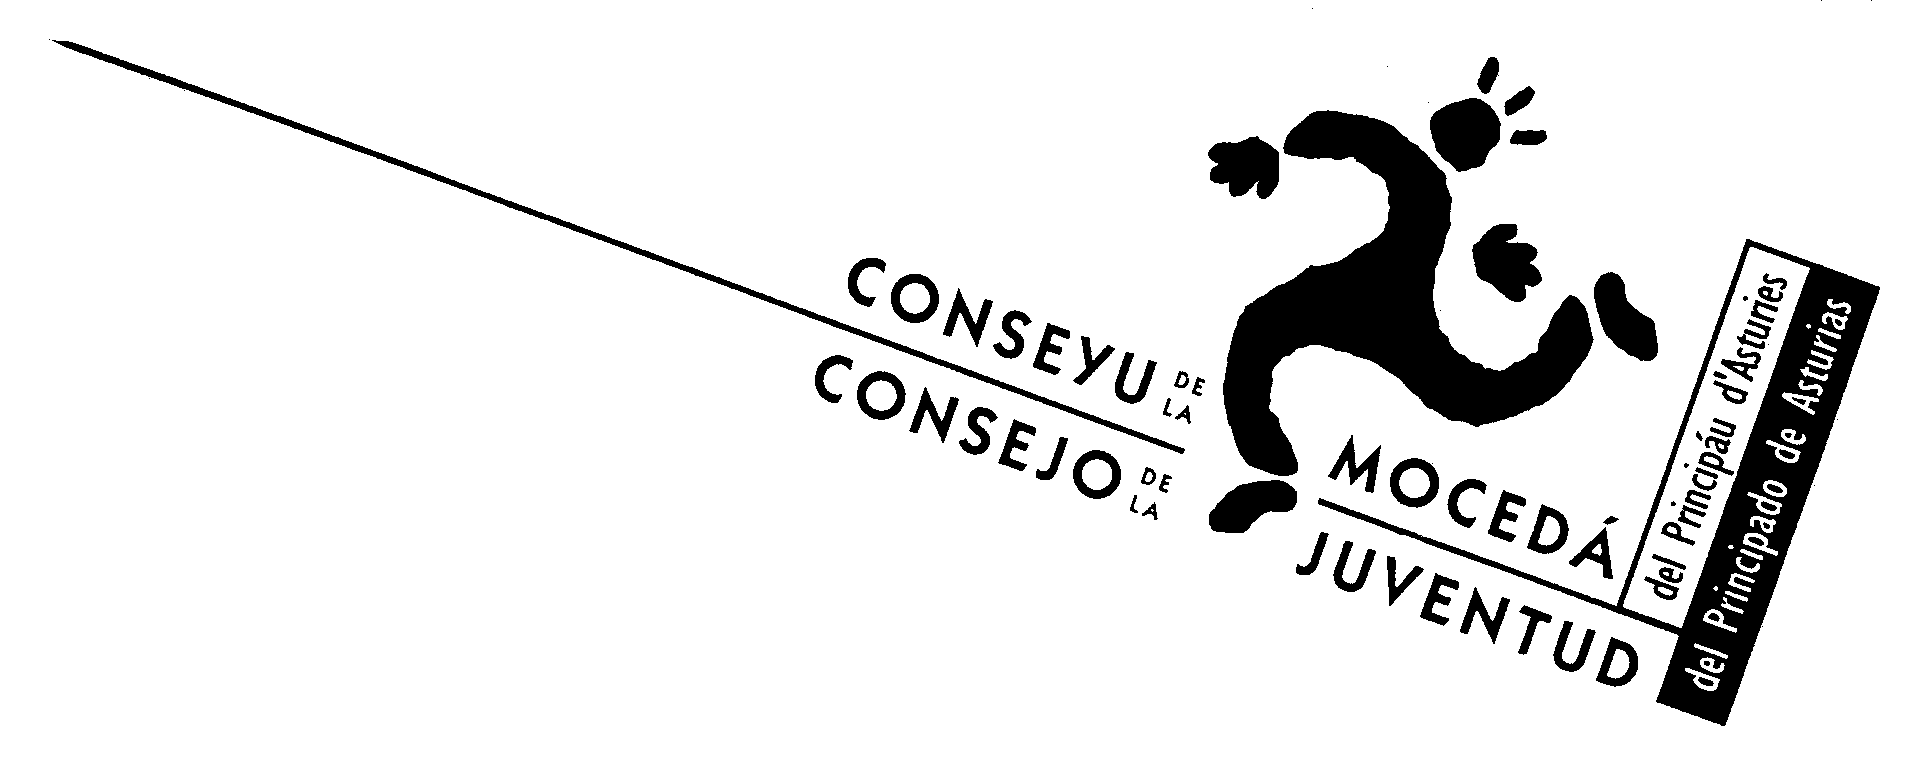 CONSEYU DE LA MOCEDÁ
CONSEJO DE LA JUVENTUD
del Principáu d'Asturies
del Principado de Asturias